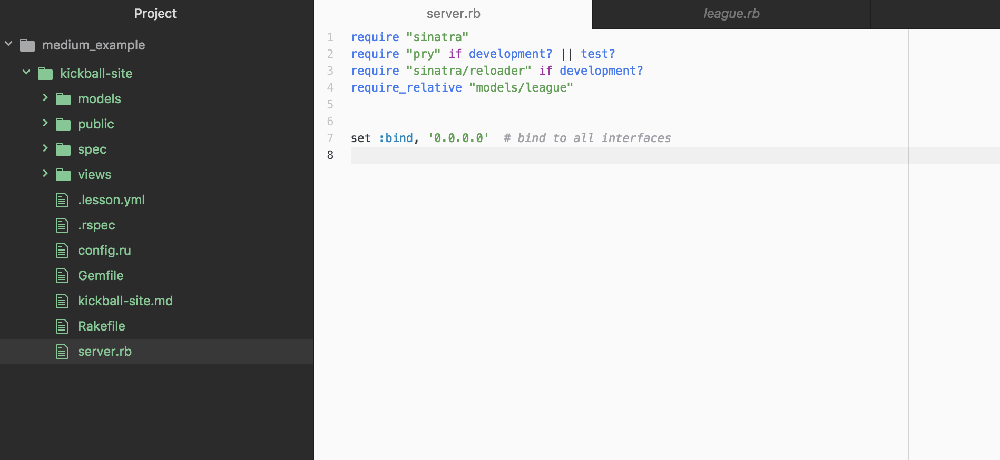 Project
medium_example
kickball-site
models
public
spec
views
.lesson.yml
.rspec
config.ru
Gemfile
kickball-site.md
Rakefile
server.rb
server.rb
league.rb
1 require "sinatra"
2 require "pry" if development? || test?
3 require "sinatra/reloader" if development?
4 require_relative "models/league"
5
6
7 set :bind, '0.0.0.0'  # bind to all interfaces
8